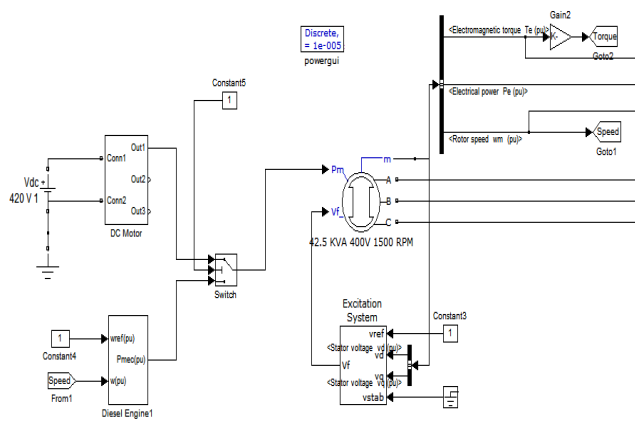 Discrete,
= 1e-005
powergui
Constant5
1
<Electromagnetic torque Te (pu)>
Gain2
K-
Torque
Goto2
<Electrical power Pe (pu)>
<Rotor speed wm (pu)>
Speed
Goto1
Vdc
420 V 1
+
Conn1
Conn2
Out1
Out2
Out3
DC Motor
Switch
Pm
Vf_
m
A
B
C
42.5 KVA 400V 1500 RPM
1
Constant4
Speed
From1
wref(pu)
Pmec(pu)
w(pu)
Diesel Engine1
Excitation
System
Constant3
1
<Stator voltage vd (pu)>
<Stator voltage vq (pu)>
vref
vd
Vf
vq
vstab